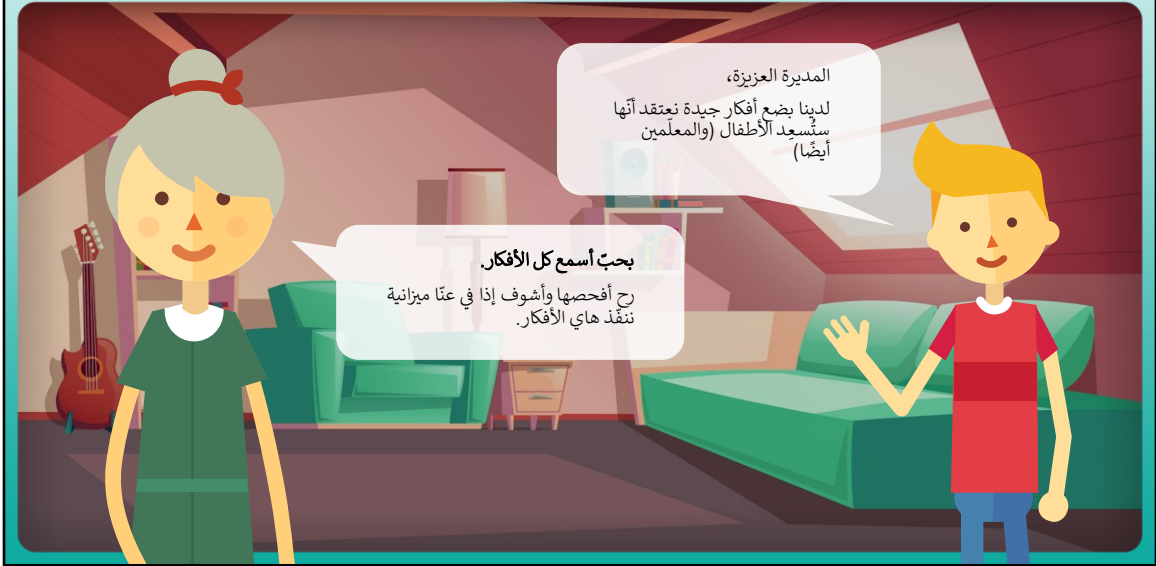 المديرة العزيزة،
لدينا بضع أفكار جيدة نعتقد أنّها
ستُسعِد الأطفال (والمعلّمين
أيضًا)
بحبّ أسمع كل الأفكار.
رح أفحصها وأشوف إذا في عنّا ميزانية
ننفّذ هاي الأفكار.